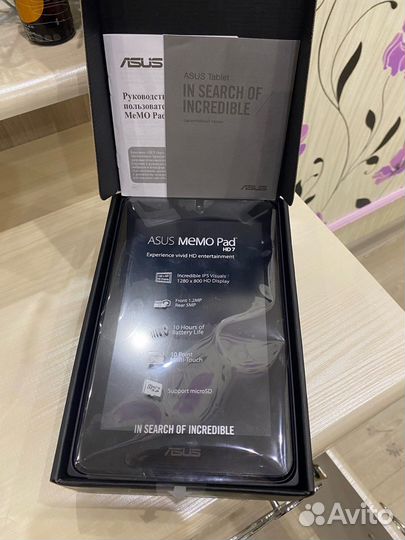 ASUS
Руководство
пользовате
MeMO Pad
ASUS Tablet
IN SEARCH OF
INCREDIBLE
ASUS
ASUS MeMO Pad
HD 7
Experience vivid HD entertainment
Incredible IPS Visuals
1280 x 800 HD Display
Front 1.2MP
Rear 5MP
10 Hours of
Battery Life
10 Point
Multi-Touch
Support microSD
IN SEARCH OF INCREDIBLE
ASUS
Avito